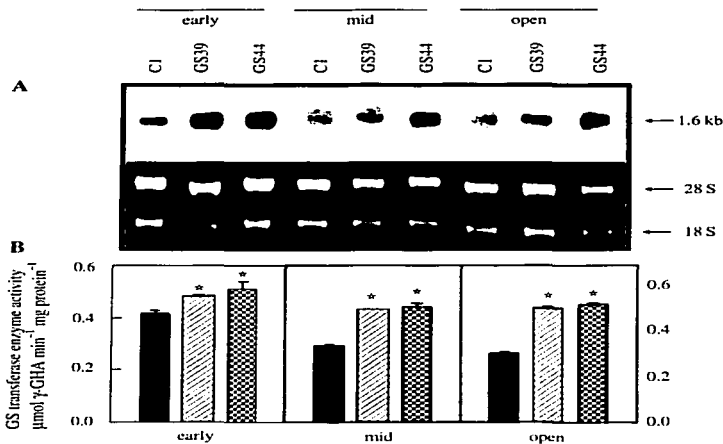 early mid open
C1 GS39 GS44 C1 GS39 GS44 C1 GS39 GS44
A
1.6 kb
28 S
18 S
B
GS transferase enzyme activity
μmol γ-GHA min⁻¹ mg protein⁻¹
0.6 0.6
0.4 0.4
0.2 0.2
0.0 0.0
* * * * * *
early mid open